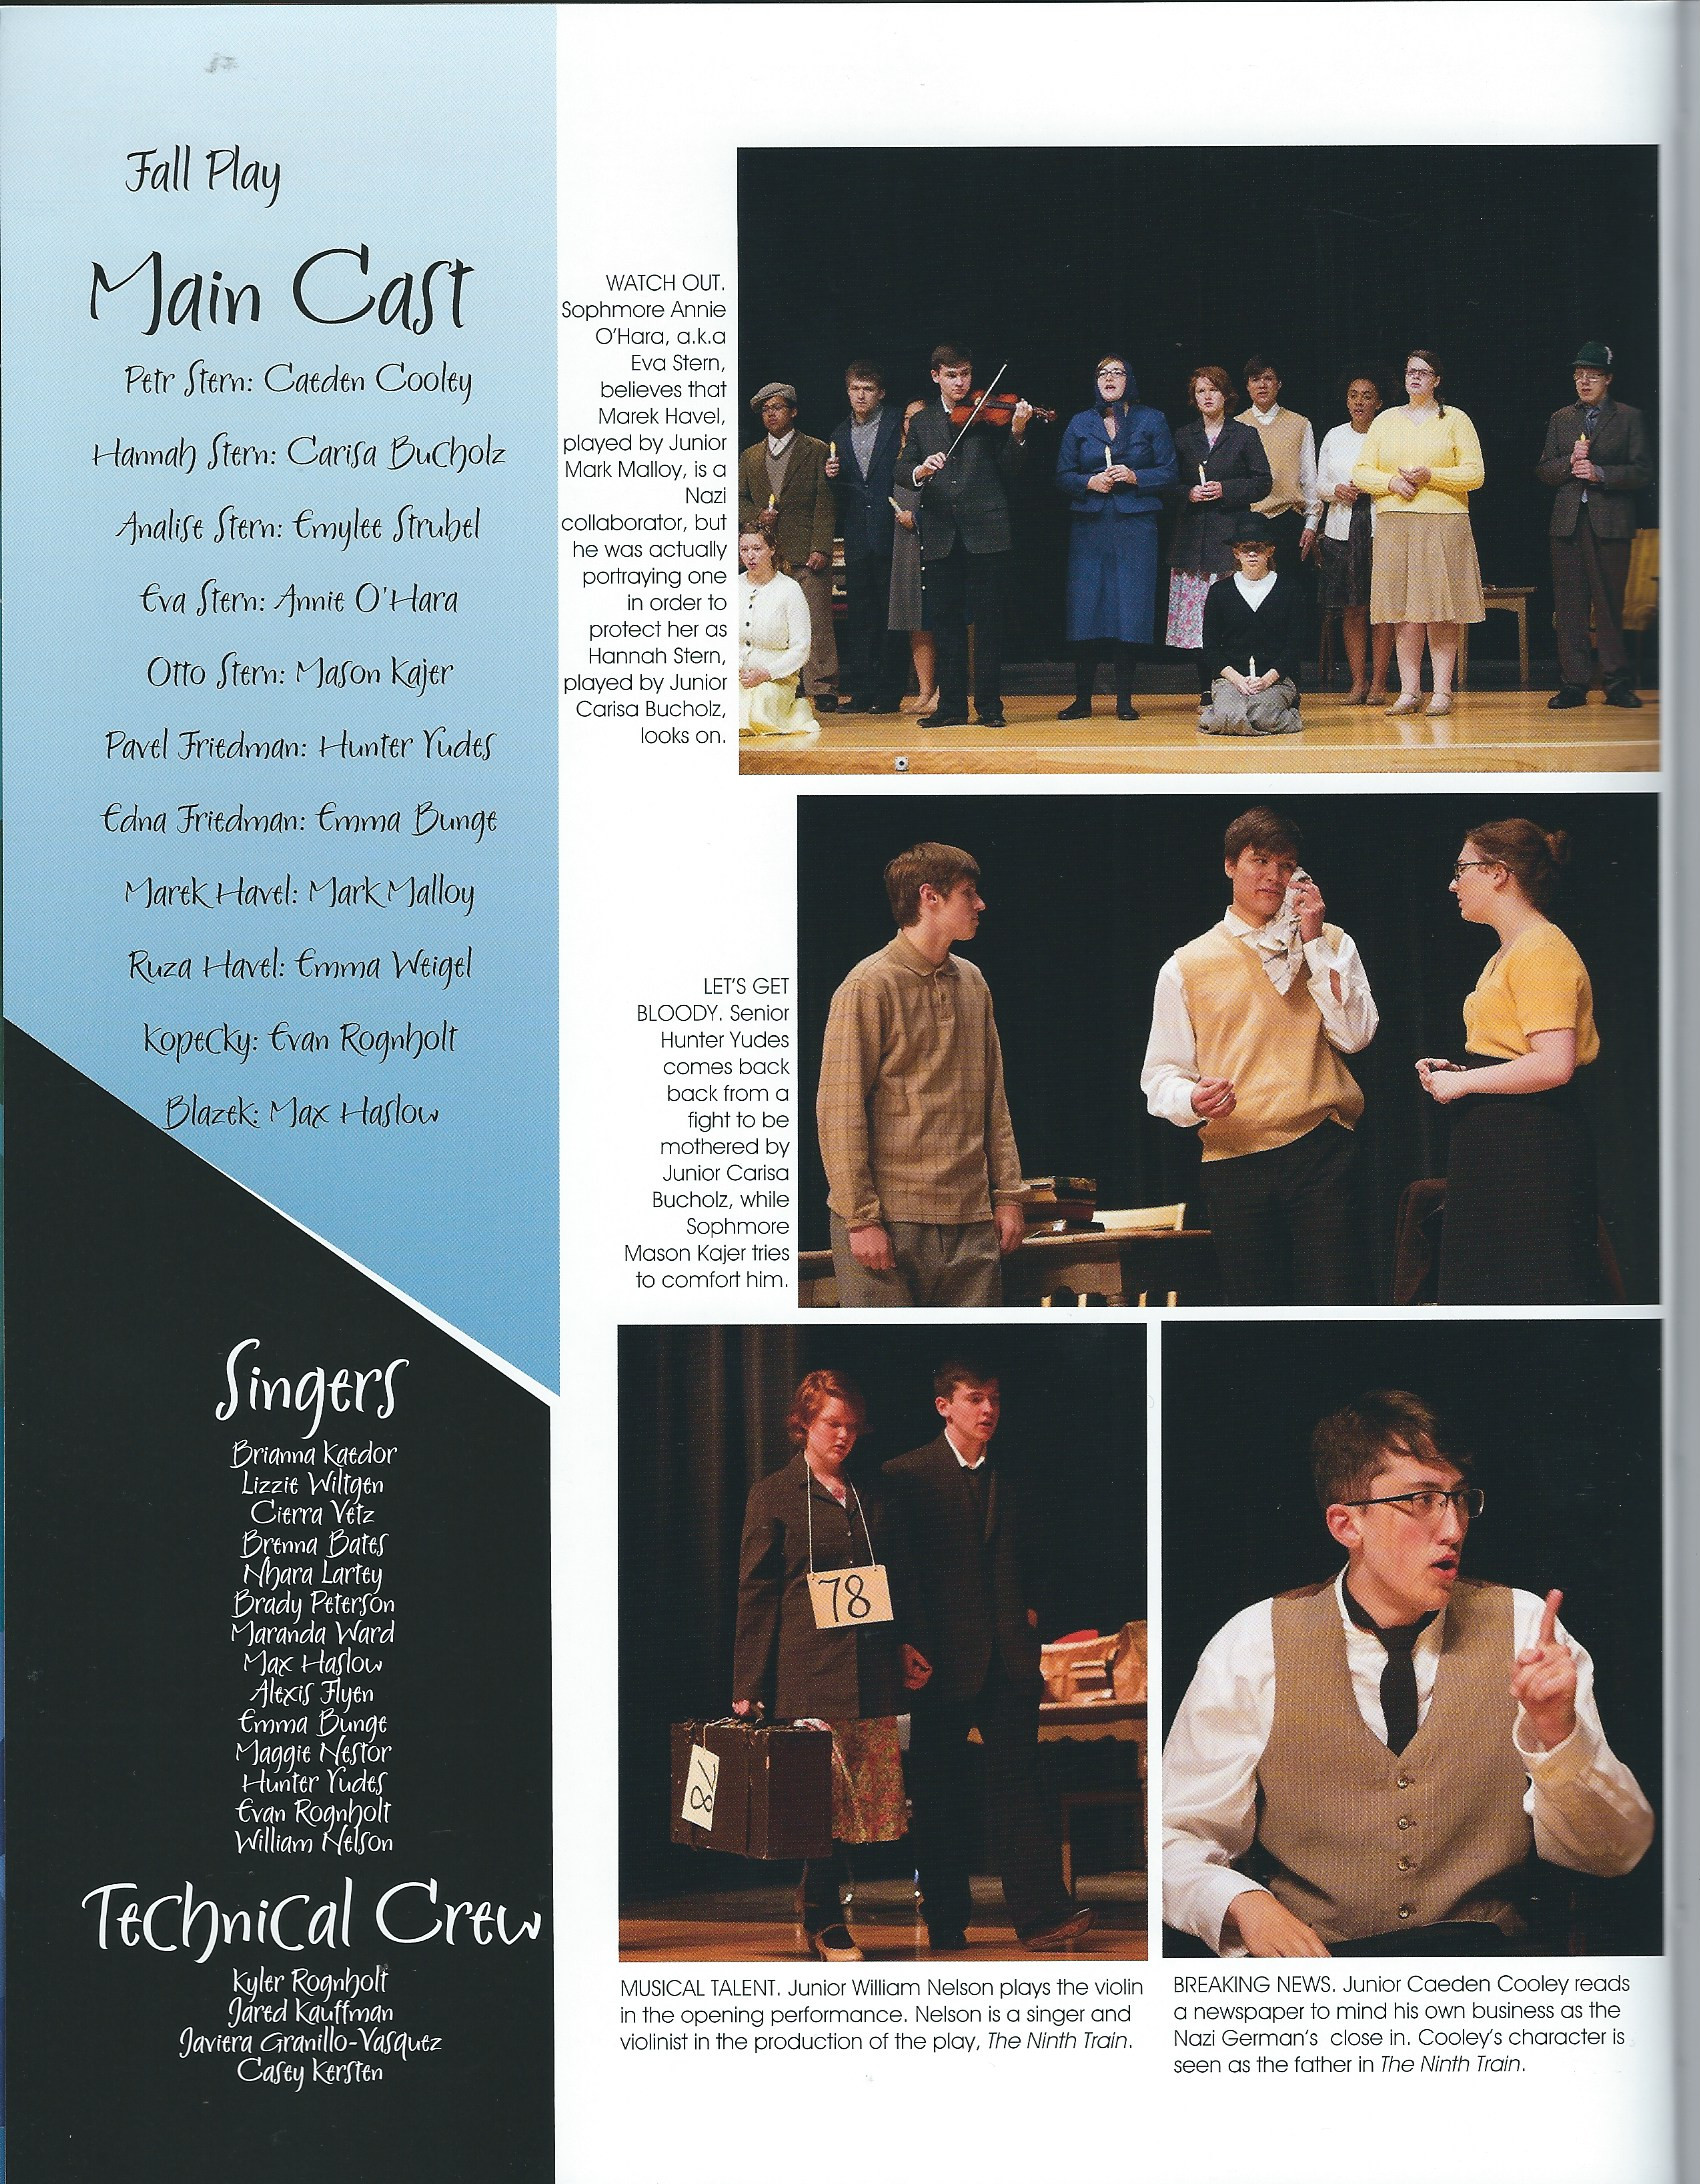 Fall Play
Main Cast
Petr Stern: Caeden Cooley
Hannah Stern: Carisa Bucholz
Analise Stern: Emylee Strubel
Eva Stern: Annie O'Hara
Otto Stern: Mason Kajer
Pavel Friedman: Hunter Yudes
Edna Friedman: Emma Bunge
Marek Havel: Mark Malloy
Ruza Havel: Emma Weigel
Kopecky: Evan Rognholt
Blazek: Max Haslow
Singers
Brianna Kaedor
Lizzie Wiltgen
Cierra Vetz
Brenna Bates
Nhara Lartey
Brady Peterson
Maranda Ward
Max Haslow
Alexis Flyen
Emma Bunge
Maggie Nestor
Hunter Yudes
Evan Rognholt
William Nelson
Technical Crew
Kyler Rognholt
Jared Kauffman
Javiera Granillo-Vasquez
Casey Kersten
WATCH OUT.
Sophmore Annie
O'Hara, a.k.a
Eva Stern,
believes that
Marek Havel,
played by Junior
Mark Malloy, is a
Nazi
collaborator, but
he was actually
portraying one
in order to
protect her as
Hannah Stern,
played by Junior
Carisa Bucholz,
looks on.
LET'S GET
BLOODY. Senior
Hunter Yudes
comes back
back from a
fight to be
mothered by
Junior Carisa
Bucholz, while
Sophmore
Mason Kajer tries
to comfort him.
78
78
MUSICAL TALENT. Junior William Nelson plays the violin
in the opening performance. Nelson is a singer and
violinist in the production of the play, The Ninth Train.
BREAKING NEWS. Junior Caeden Cooley reads
a newspaper to mind his own business as the
Nazi German's close in. Cooley's character is
seen as the father in The Ninth Train.